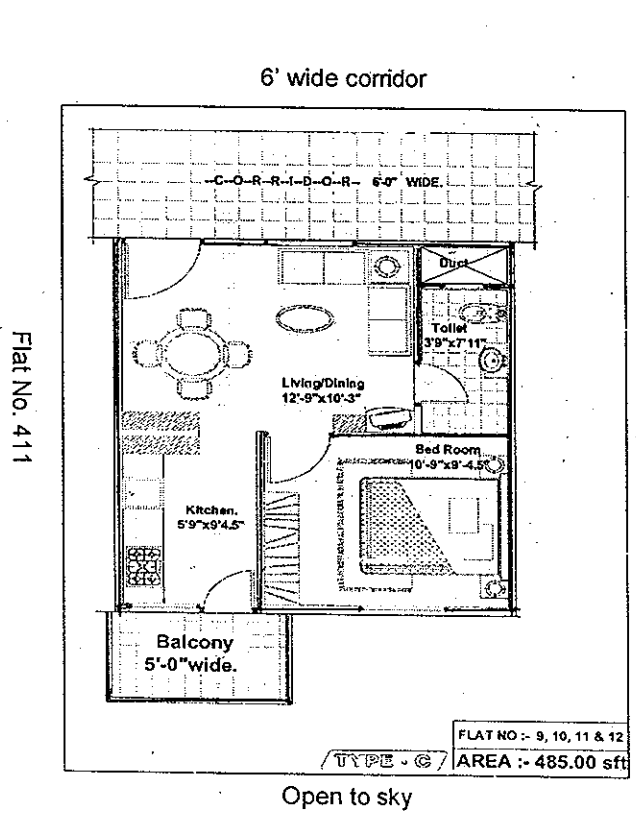 6' wide corridor
--C--O--R--R--I--D--O--R-- 6'-0" WIDE.
Duct
Toilet
3'9"x7'11"
Living/Dining
12'-9"x10'-3"
Flat No. 411
Bed Room
10'-9"x9'-4.5"
Kitchen.
5'9"x9'4.5"
Balcony
5'-0"wide.
FLAT NO :- 9, 10, 11 & 12
TYPE - C
AREA :- 485.00 sft
Open to sky